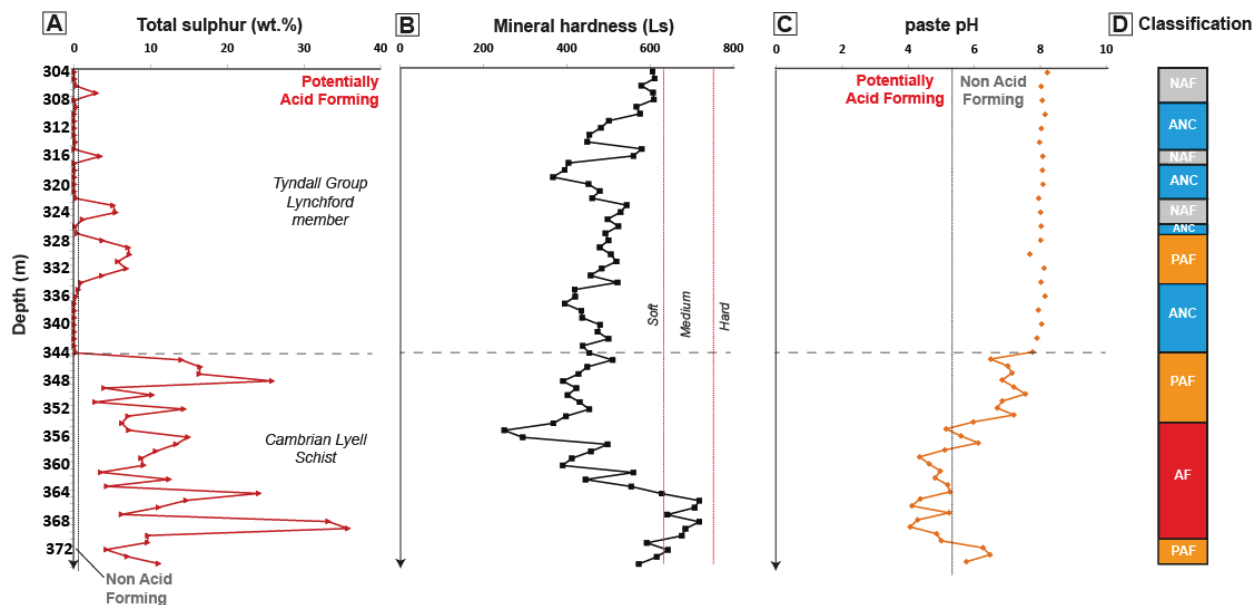 A Total sulphur (wt.%)
0 10 20 30 40
B Mineral hardness (Ls)
200 400 600 800
C paste pH
0 2 4 6 8 10
D Classification
Depth (m)
304
308
312
316
320
324
328
332
336
340
344
348
352
356
360
364
368
372
Potentially
Acid Forming
Tyndall Group
Lynchford
member
Cambrian Lyell
Schist
Non Acid
Forming
Soft
Medium
Hard
Potentially
Acid Forming
Non Acid
Forming
NAF
ANC
NAF
ANC
NAF
ANC
PAF
ANC
PAF
AF
PAF